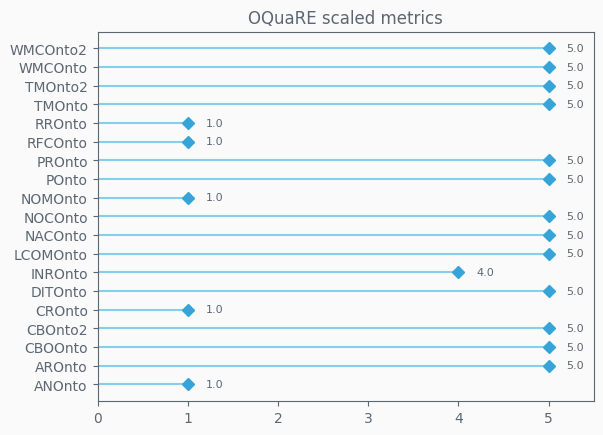 OQuaRE scaled metrics
WMCOnto2 5.0
WMCOnto 5.0
TMOnto2 5.0
TMOnto 5.0
RROnto 1.0
RFCOnto 1.0
PROnto 5.0
POnto 5.0
NOMOnto 1.0
NOCOnto 5.0
NACOnto 5.0
LCOMOnto 5.0
INROnto 4.0
DITOnto 5.0
CROnto 1.0
CBOnto2 5.0
CBOOnto 5.0
AROnto 5.0
ANOnto 1.0
0 1 2 3 4 5